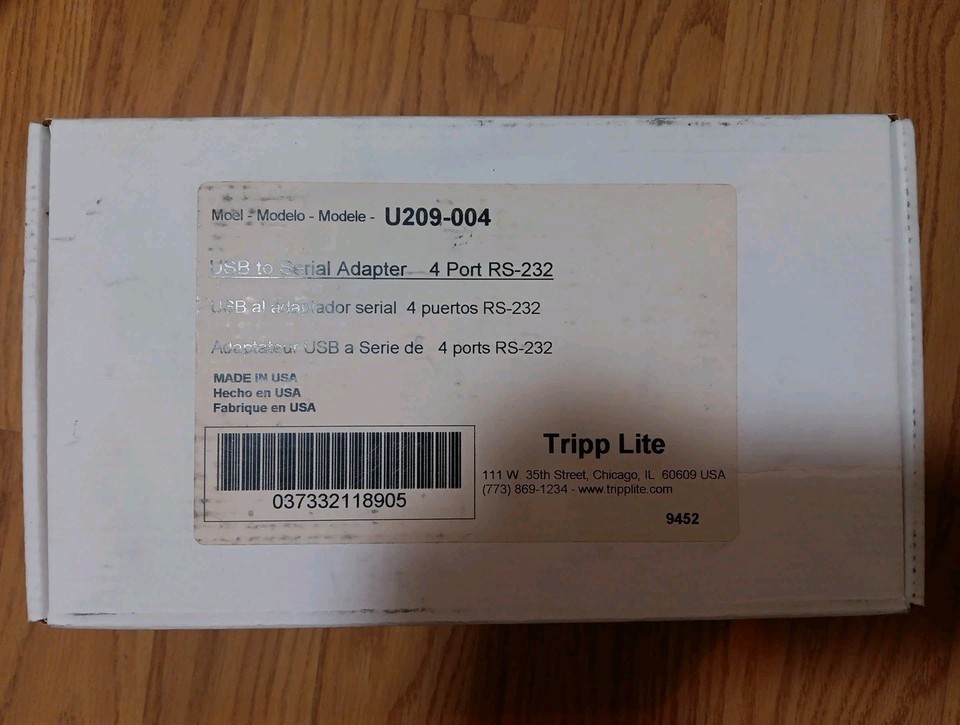 Moel - Modelo - Modele - U209-004
USB to Serial Adapter 4 Port RS-232
USB al adaptador serial 4 puertos RS-232
Adaptateur USB a Serie de 4 ports RS-232
MADE IN USA
Hecho en USA
Fabrique en USA
037332118905
Tripp Lite
111 W. 35th Street, Chicago, IL 60609 USA
(773) 869-1234 - www.tripplite.com
9452